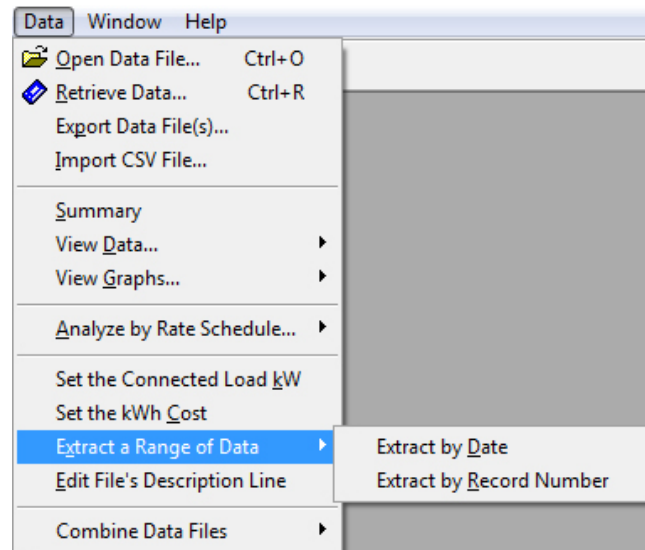 Data Window Help
Open Data File... Ctrl+O
Retrieve Data... Ctrl+R
Export Data File(s)...
Import CSV File...
Summary
View Data...
View Graphs...
Analyze by Rate Schedule...
Set the Connected Load kW
Set the kWh Cost
Extract a Range of Data
Extract by Date
Edit File's Description Line
Extract by Record Number
Combine Data Files